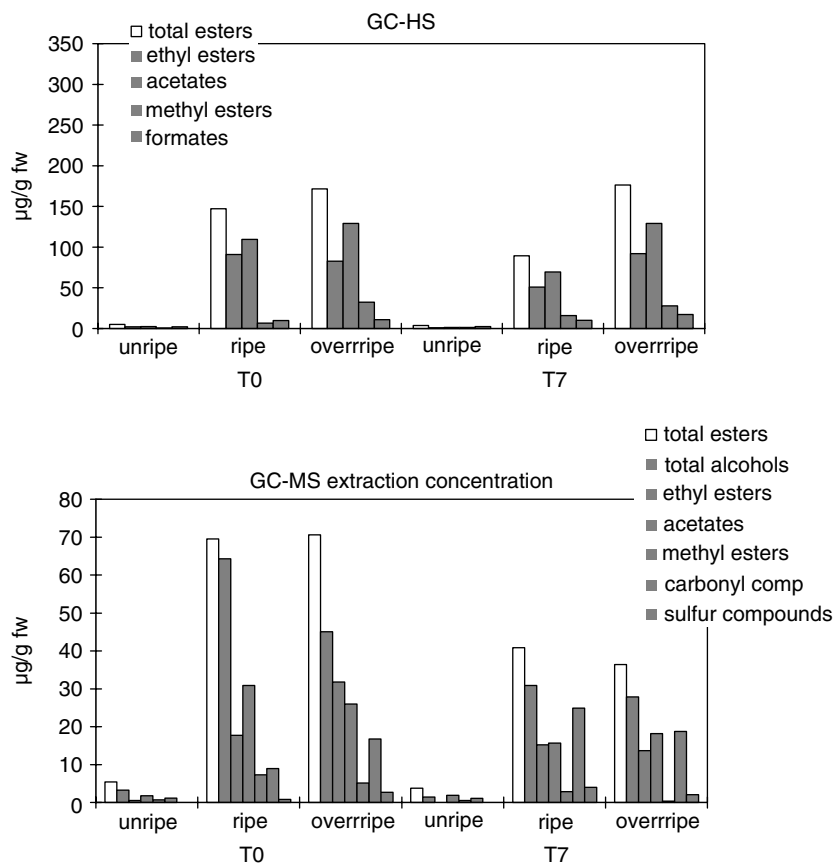 GC-HS
total esters
ethyl esters
acetates
methyl esters
formates
350
300
250
200
150
100
50
0
µg/g fw
unripe ripe overrripe unripe ripe overrripe
T0 T7
total esters
total alcohols
ethyl esters
acetates
methyl esters
carbonyl comp
sulfur compounds
GC-MS extraction concentration
80
70
60
50
40
30
20
10
0
µg/g fw
unripe ripe overrripe unripe ripe overrripe
T0 T7